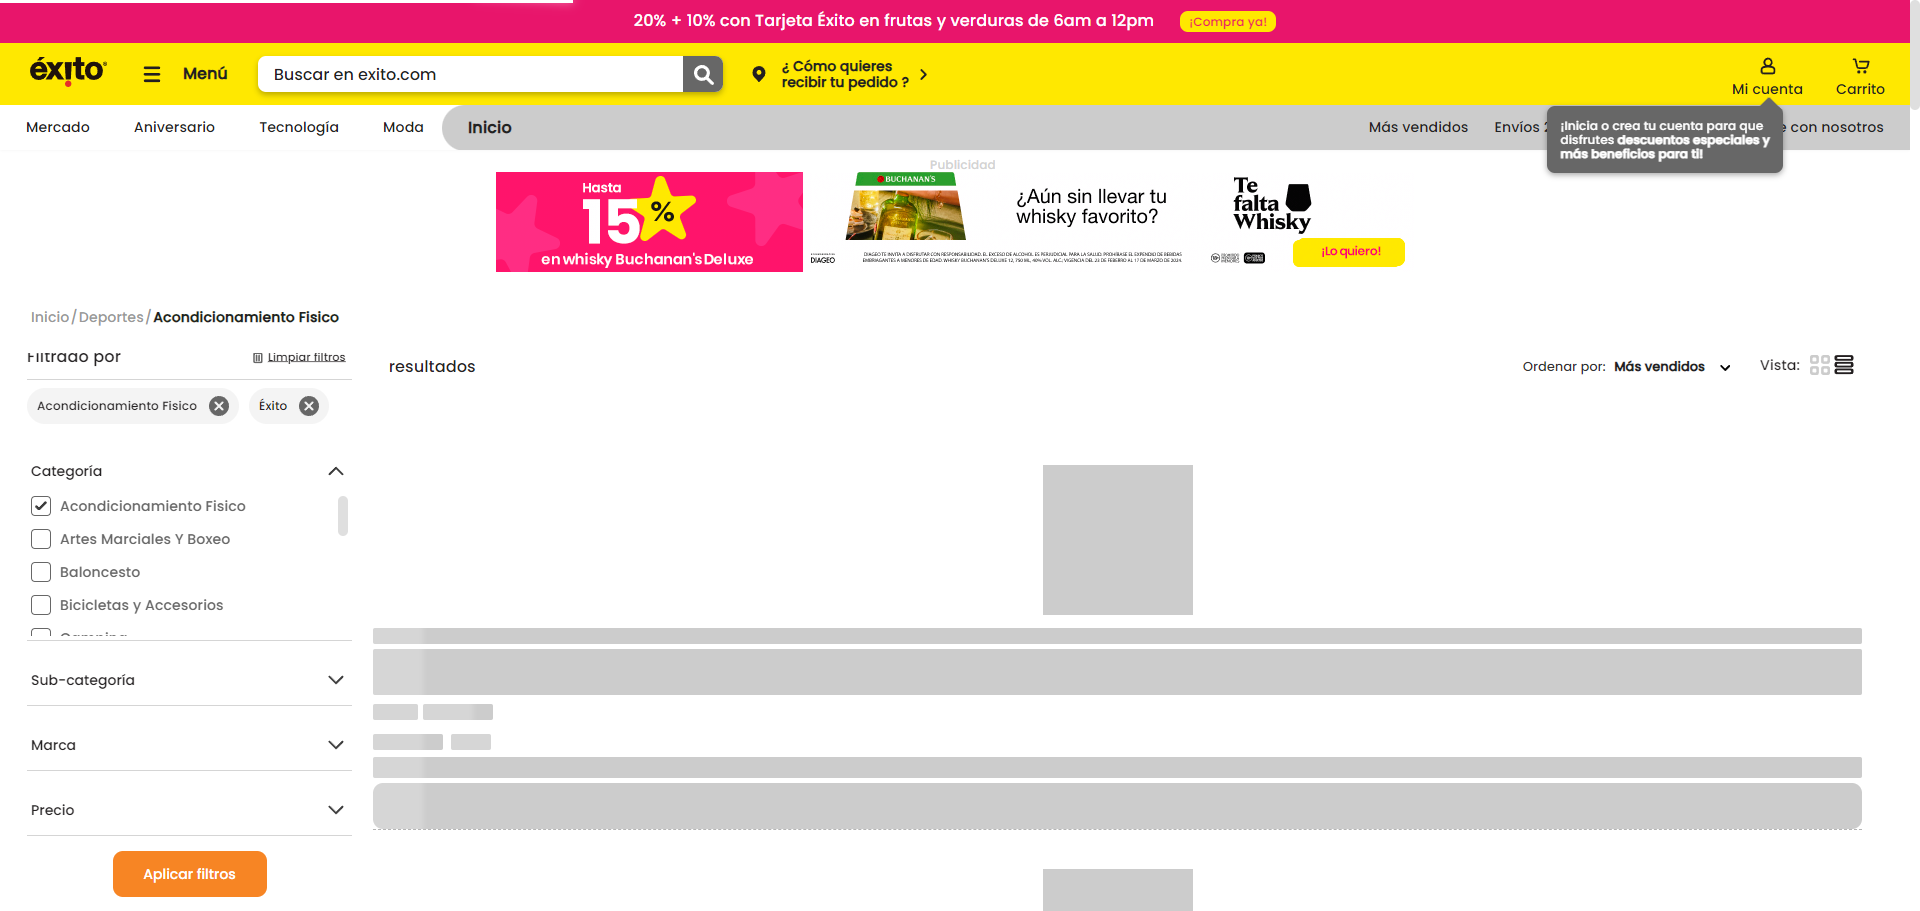 20% + 10% con Tarjeta Éxito en frutas y verduras de 6am a 12pm
¡Compra ya!
éxito
Menú
Buscar en exito.com
¿ Cómo quieres
recibir tu pedido ?
Mi cuenta
Carrito
Mercado
Aniversario
Tecnología
Moda
Inicio
Más vendidos
Envíos
con nosotros
¡Inicia o crea tu cuenta para que
disfrutes descuentos especiales y
más beneficios para ti!
Publicidad
Hasta
15%
en whisky Buchanan's Deluxe
BUCHANAN'S
¿Aún sin llevar tu
whisky favorito?
Te
falta
Whisky
DIAGEO
DIAGEO TE INVITA A DISFRUTAR CON RESPONSABILIDAD. EL EXCESO DE ALCOHOL ES PERJUDICIAL PARA LA SALUD. PROHÍBASE EL EXPENDIO DE BEBIDAS
EMBRIAGANTES A MENORES DE EDAD. WHISKY BUCHANAN'S DELUXE 12, 750 ML, 40% VOL. ALC.; VIGENCIA DEL 23 DE FEBRERO AL 17 DE MARZO DE 2024.
¡Lo quiero!
Inicio / Deportes / Acondicionamiento Fisico
Filtrado por
Limpiar filtros
resultados
Ordenar por: Más vendidos
Vista:
Acondicionamiento Fisico
Éxito
Categoría
Acondicionamiento Fisico
Artes Marciales Y Boxeo
Baloncesto
Bicicletas y Accesorios
Camping
Sub-categoría
Marca
Precio
Aplicar filtros